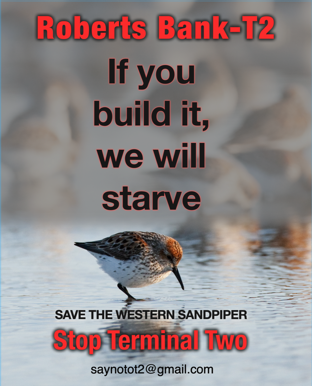 Roberts Bank-T2
If you
build it,
we will
starve
SAVE THE WESTERN SANDPIPER
Stop Terminal Two
saynotot2@gmail.com